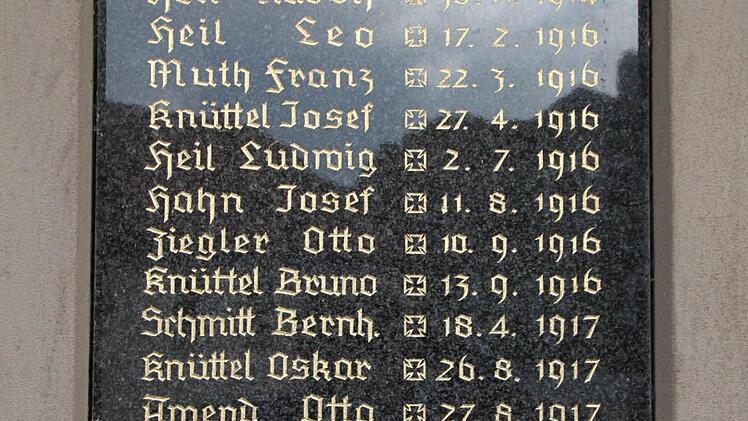 Heil Leo ✠ 17. 2. 1916
Muth Franz ✠ 22. 3. 1916
Knüttel Josef ✠ 27. 4. 1916
Heil Ludwig ✠ 2. 7. 1916
Hahn Josef ✠ 11. 8. 1916
Ziegler Otto ✠ 10. 9. 1916
Knüttel Bruno ✠ 13. 9. 1916
Schmitt Bernh. ✠ 18. 4. 1917
Knüttel Oskar ✠ 26. 8. 1917
Amend Otto ✠ 27. 8. 1917